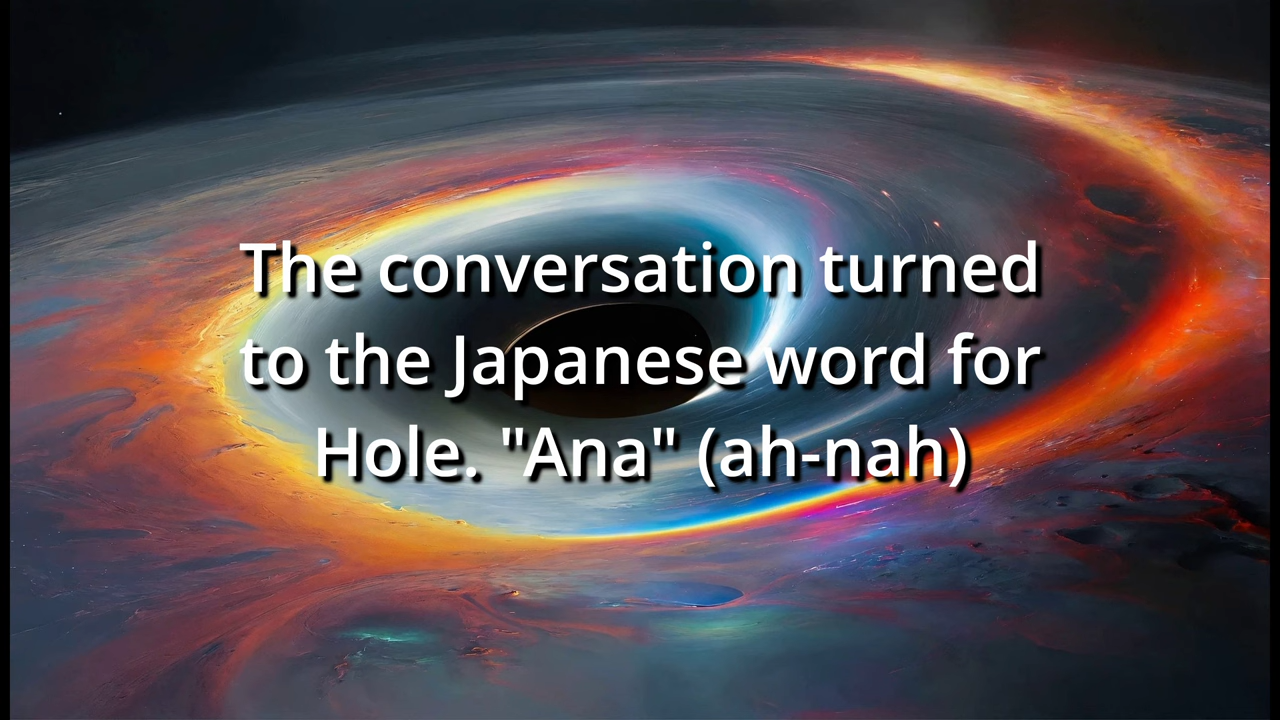 The conversation turned
to the Japanese word for
Hole. "Ana" (ah-nah)